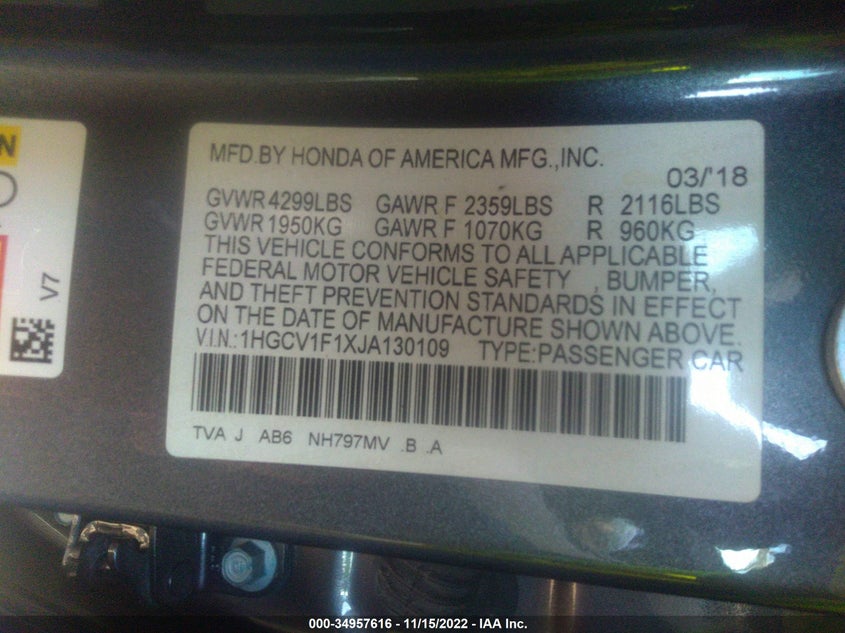 N
V7
MFD.BY HONDA OF AMERICA MFG.,INC.
03/'18
GVWR 4299LBS GAWR F 2359LBS R 2116LBS
GVWR 1950KG GAWR F 1070KG R 960KG
THIS VEHICLE CONFORMS TO ALL APPLICABLE
FEDERAL MOTOR VEHICLE SAFETY , BUMPER,
AND THEFT PREVENTION STANDARDS IN EFFECT
ON THE DATE OF MANUFACTURE SHOWN ABOVE.
V.I.N.: 1HGCV1F1XJA130109 TYPE:PASSENGER CAR
TVA J AB6 NH797MV .B .A
000-34957616 - 11/15/2022 - IAA Inc.